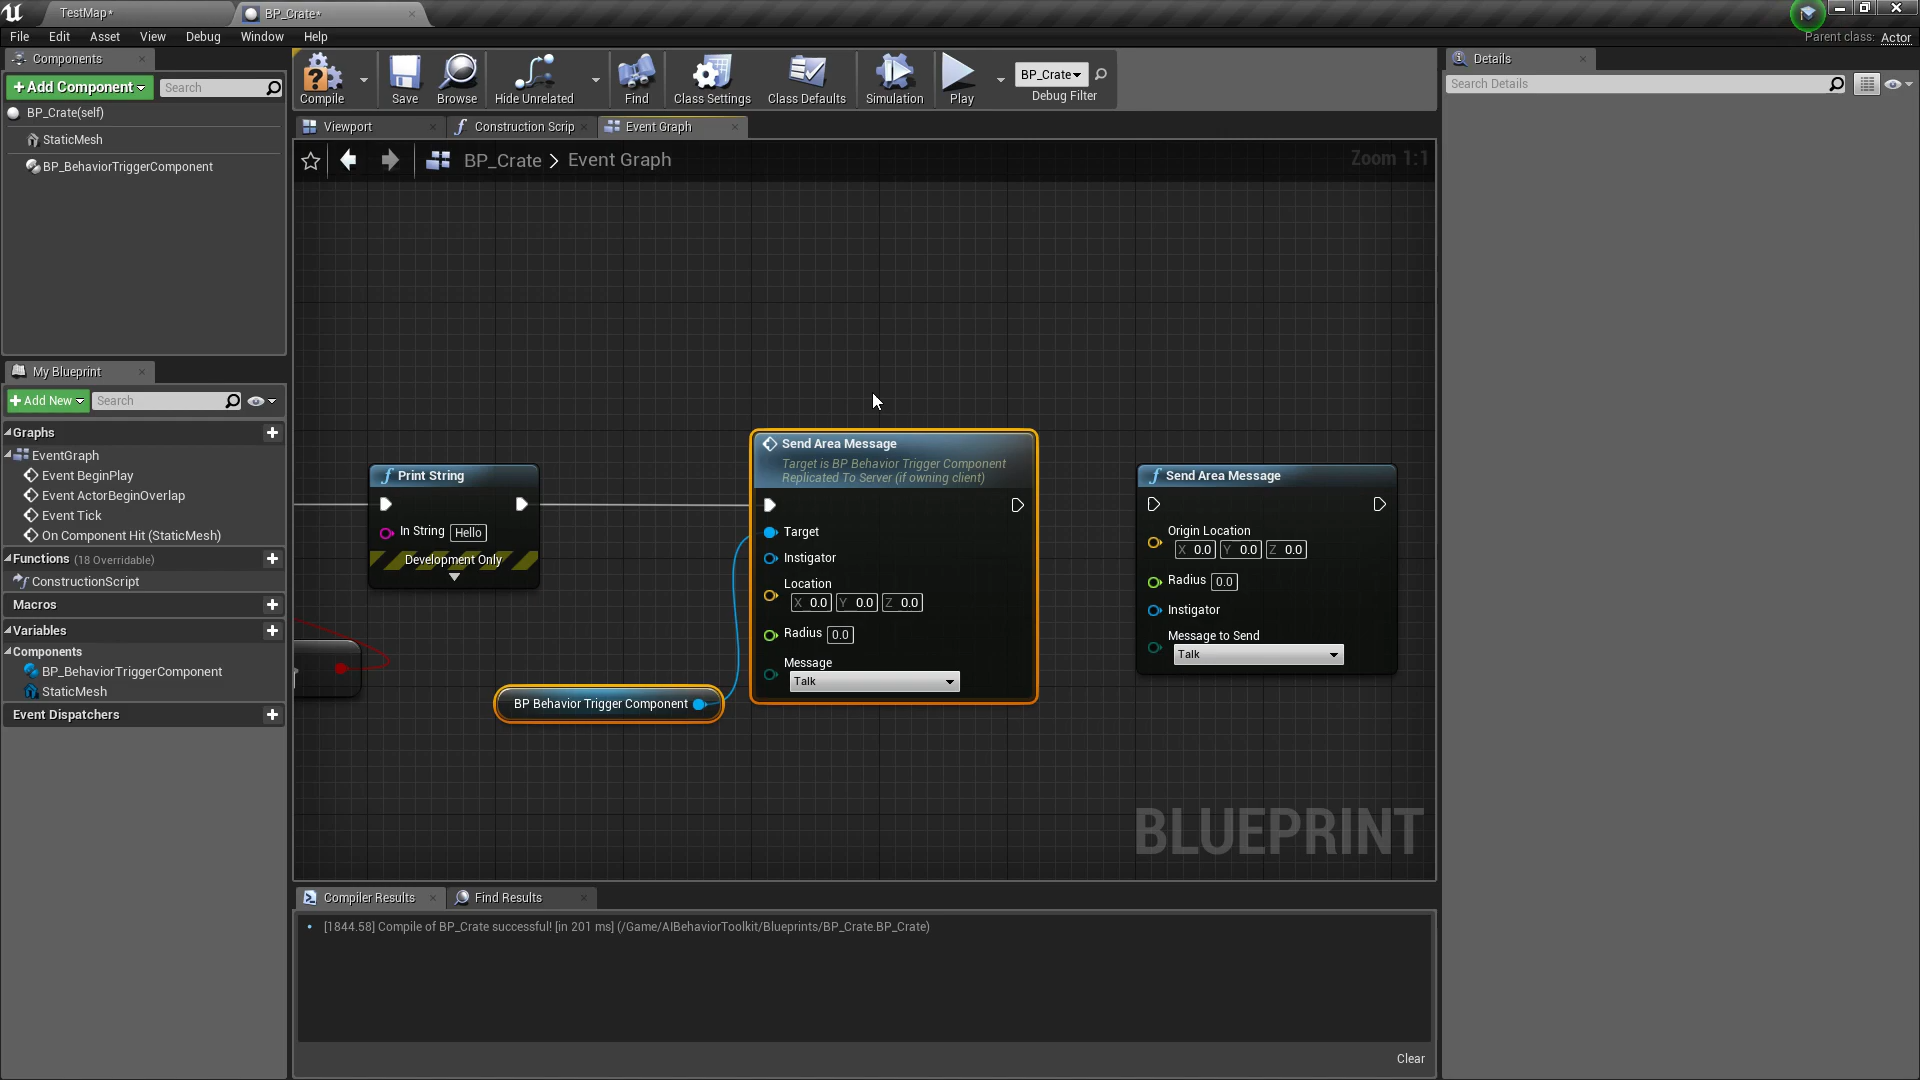 TestMap*
BP_Crate*
File Edit Asset View Debug Window Help
Parent class: Actor
Components
+Add Component
Search
BP_Crate(self)
StaticMesh
BP_BehaviorTriggerComponent
Compile
Save
Browse
Hide Unrelated
Find
Class Settings
Class Defaults
Simulation
Play
BP_Crate
Debug Filter
Details
Search Details
Viewport
Construction Scrip
Event Graph
BP_Crate > Event Graph
Zoom 1:1
My Blueprint
+Add New
Search
Graphs
EventGraph
Event BeginPlay
Event ActorBeginOverlap
Event Tick
On Component Hit (StaticMesh)
Functions (18 Overridable)
ConstructionScript
Macros
Variables
Components
BP_BehaviorTriggerComponent
StaticMesh
Event Dispatchers
Print String
In String Hello
Development Only
BP Behavior Trigger Component
Send Area Message
Target is BP Behavior Trigger Component
Replicated To Server (if owning client)
Target
Instigator
Location
X 0.0 Y 0.0 Z 0.0
Radius 0.0
Message
Talk
Send Area Message
Origin Location
X 0.0 Y 0.0 Z 0.0
Radius 0.0
Instigator
Message to Send
Talk
BLUEPRINT
Compiler Results
Find Results
[1844.58] Compile of BP_Crate successful! [in 201 ms] (/Game/AIBehaviorToolkit/Blueprints/BP_Crate.BP_Crate)
Clear